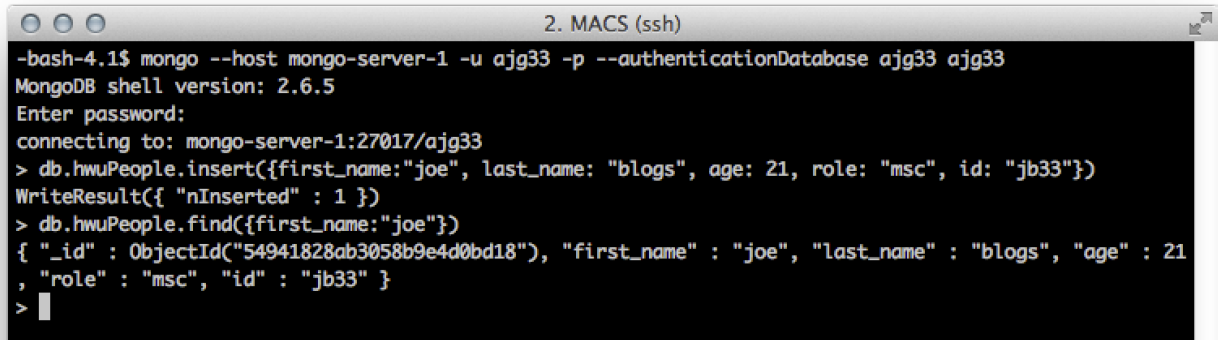 2. MACS (ssh)
-bash-4.1$ mongo --host mongo-server-1 -u ajg33 -p --authenticationDatabase ajg33 ajg33
MongoDB shell version: 2.6.5
Enter password:
connecting to: mongo-server-1:27017/ajg33
> db.hwuPeople.insert({first_name:"joe", last_name: "blogs", age: 21, role: "msc", id: "jb33"})
WriteResult({ "nInserted" : 1 })
> db.hwuPeople.find({first_name:"joe"})
{ "_id" : ObjectId("54941828ab3058b9e4d0bd18"), "first_name" : "joe", "last_name" : "blogs", "age" : 21
, "role" : "msc", "id" : "jb33" }
>